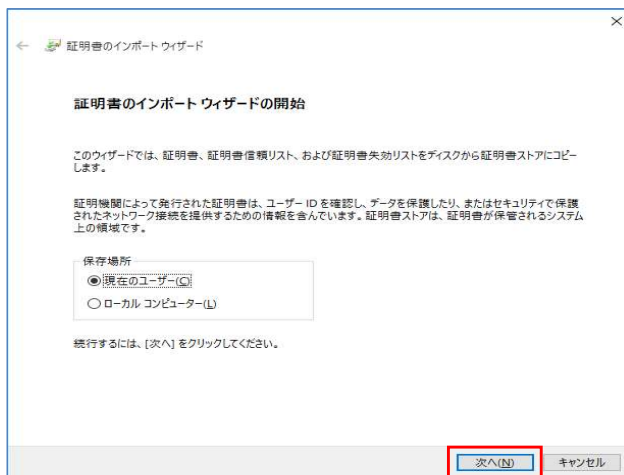 証明書のインポート ウィザード
証明書のインポート ウィザードの開始
このウィザードでは、証明書、証明書信頼リスト、および証明書失効リストをディスクから証明書ストアにコピー
します。
証明機関によって発行された証明書は、ユーザー ID を確認し、データを保護したり、またはセキュリティで保護
されたネットワーク接続を提供するための情報を含んでいます。証明書ストアは、証明書が保管されるシステム
上の領域です。
保存場所
現在のユーザー(C)
ローカル コンピューター(L)
続行するには、[次へ] をクリックしてください。
次へ(N)
キャンセル